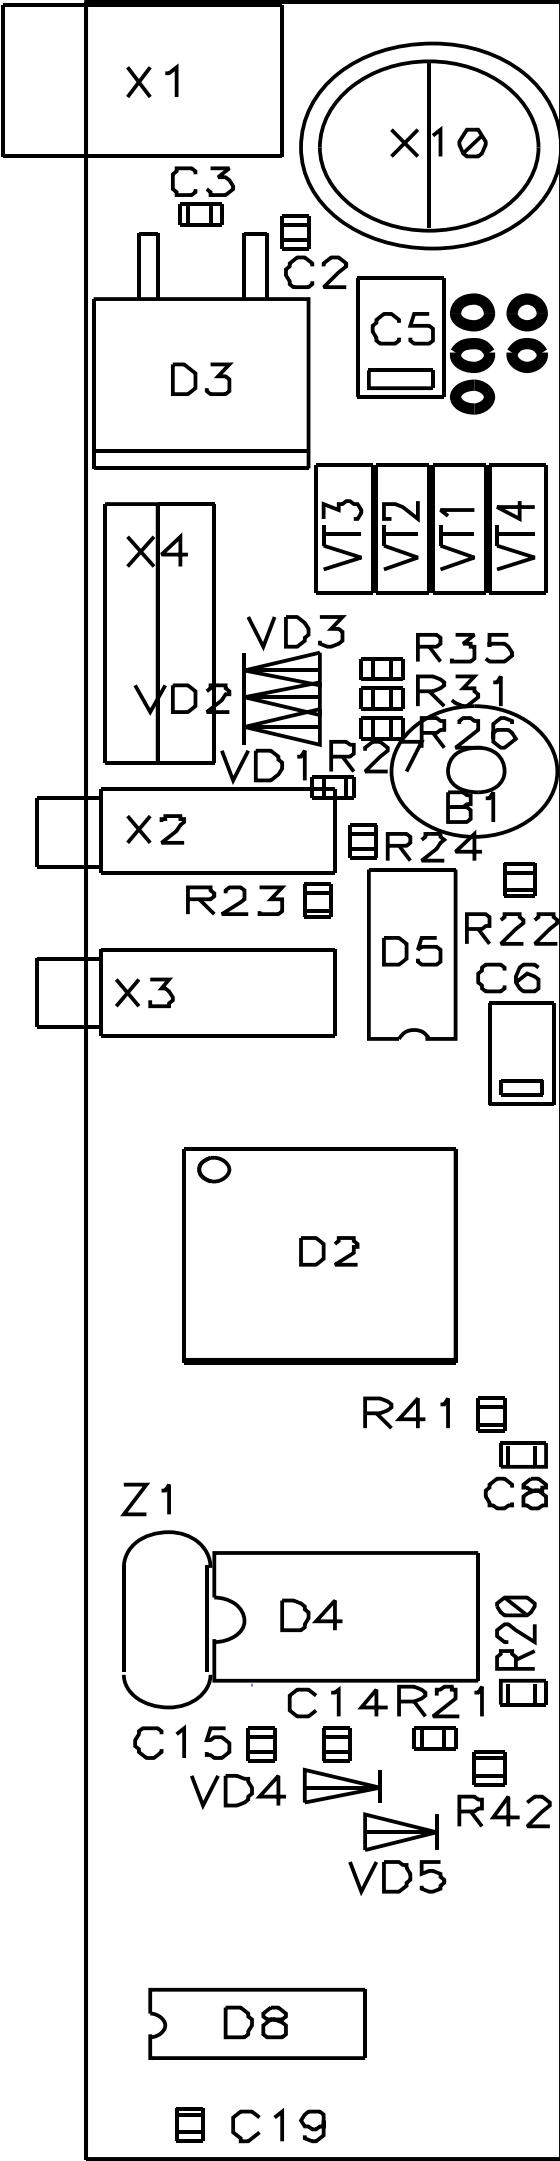 X1
X10
C3
C2
C5
D3
VT3 VT2 VT1 VT4
X4
VD3
R35
VD2
R31
R26
VD1
R27
B1
X2
R24
R23
R22
D5
C6
X3
D2
R41
C8
Z1
D4
R20
C14
R21
C15
VD4
R42
VD5
D8
C19